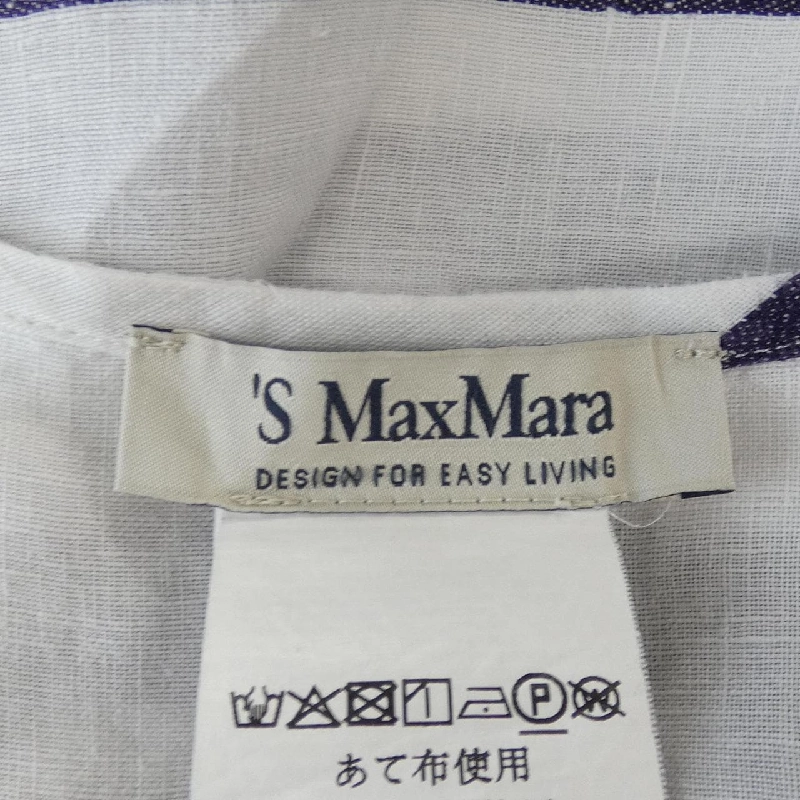 'S MaxMara
DESIGN FOR EASY LIVING
P W
あて布使用